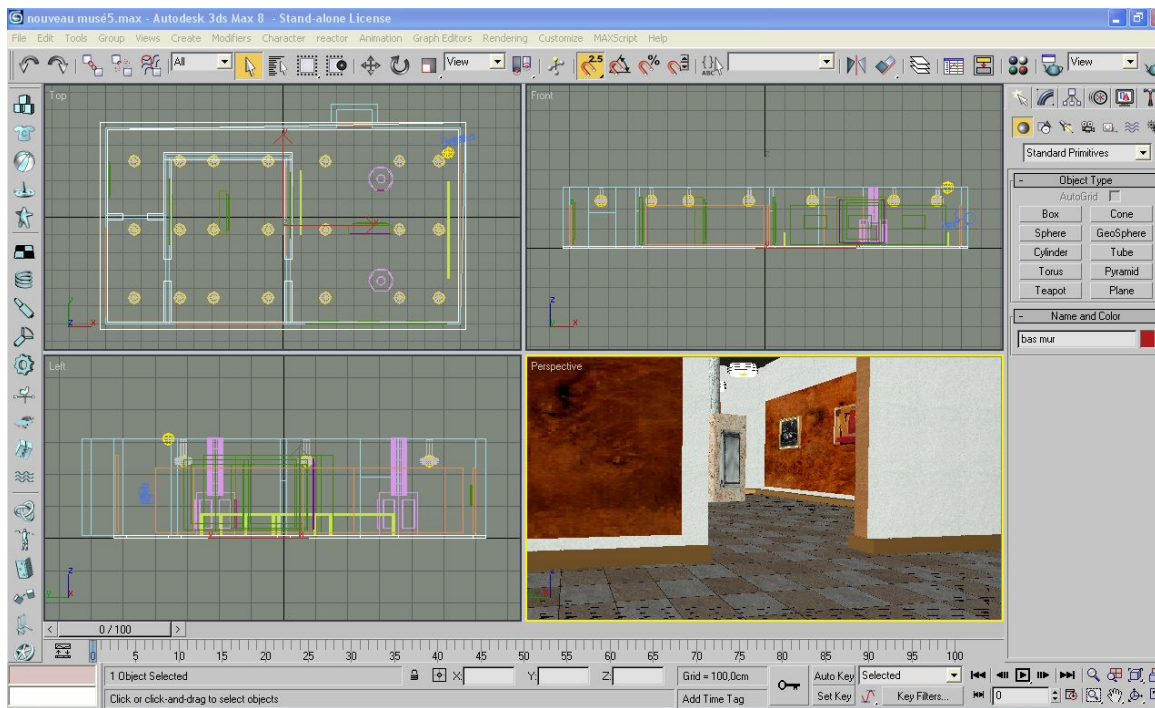 nouveau musé5.max - Autodesk 3ds Max 8 - Stand-alone License
File Edit Tools Group Views Create Modifiers Character reactor Animation Graph Editors Rendering Customize MAXScript Help
All View 2.5 % ABC View
Top
Front
Standard Primitives
- Object Type
AutoGrid
Box Cone
Sphere GeoSphere
Cylinder Tube
Torus Pyramid
Teapot Plane
- Name and Color
bas mur
y
z x
z
y x
Left
Perspective
z
y x
z
< 0 / 100 >
0 5 10 15 20 25 30 35 40 45 50 55 60 65 70 75 80 85 90 95 100
1 Object Selected X: Y: Z: Grid = 100,0cm Auto Key Selected
Click or click-and-drag to select objects Add Time Tag Set Key Key Filters... 0